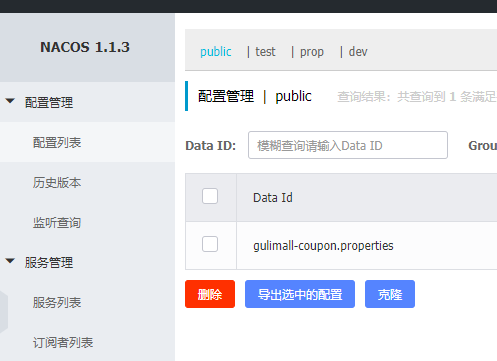 NACOS 1.1.3
public | test | prop | dev
配置管理
配置列表
历史版本
监听查询
服务管理
服务列表
订阅者列表
配置管理 | public 查询结果：共查询到 1 条满足
Data ID: 模糊查询请输入Data ID Grou
Data Id
gulimall-coupon.properties
删除 导出选中的配置 克隆